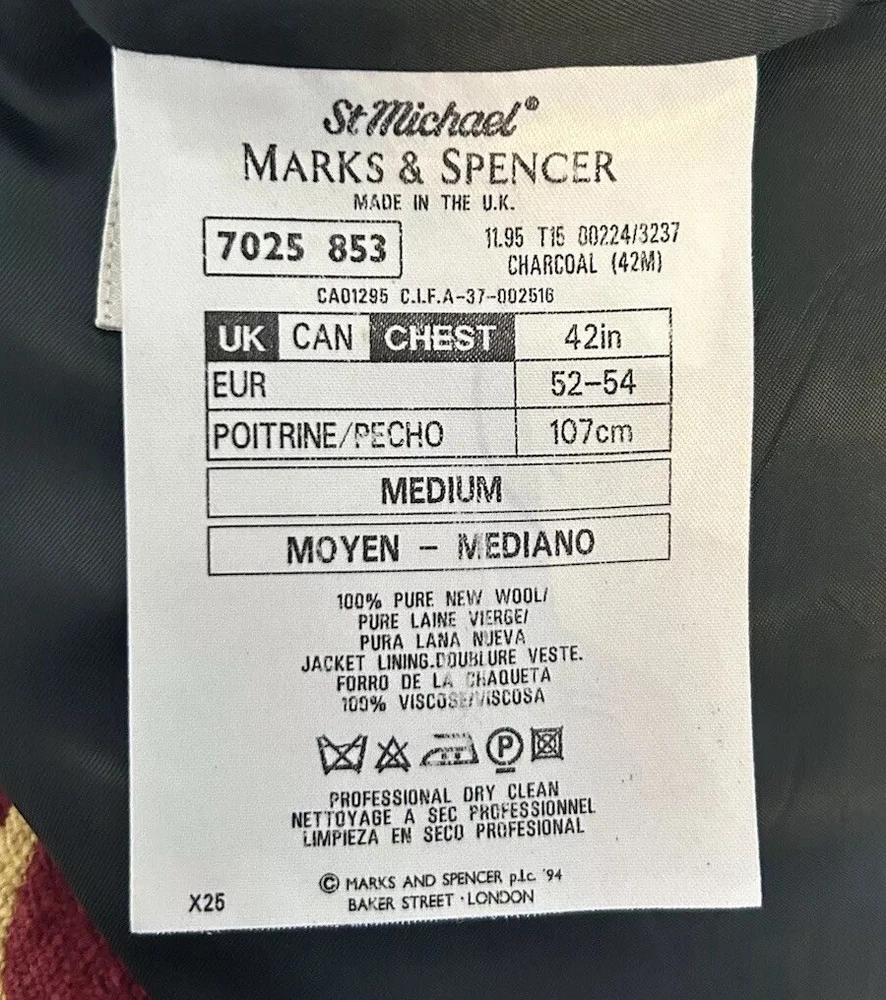 St Michael®
MARKS & SPENCER
MADE IN THE U.K.
7025 853
11.95 T15 00224/3237
CHARCOAL (42M)
CA01295 C.I.F.A-37-002516
UK CAN CHEST 42in
EUR 52-54
POITRINE/PECHO 107cm
MEDIUM
MOYEN - MEDIANO
100% PURE NEW WOOL/
PURE LAINE VIERGE/
PURA LANA NUEVA
JACKET LINING.DOUBLURE VESTE.
FORRO DE LA CHAQUETA
100% VISCOSE/VISCOSA
P
PROFESSIONAL DRY CLEAN
NETTOYAGE A SEC PROFESSIONNEL
LIMPIEZA EN SECO PROFESIONAL
© MARKS AND SPENCER p.l.c. '94
BAKER STREET · LONDON
X25